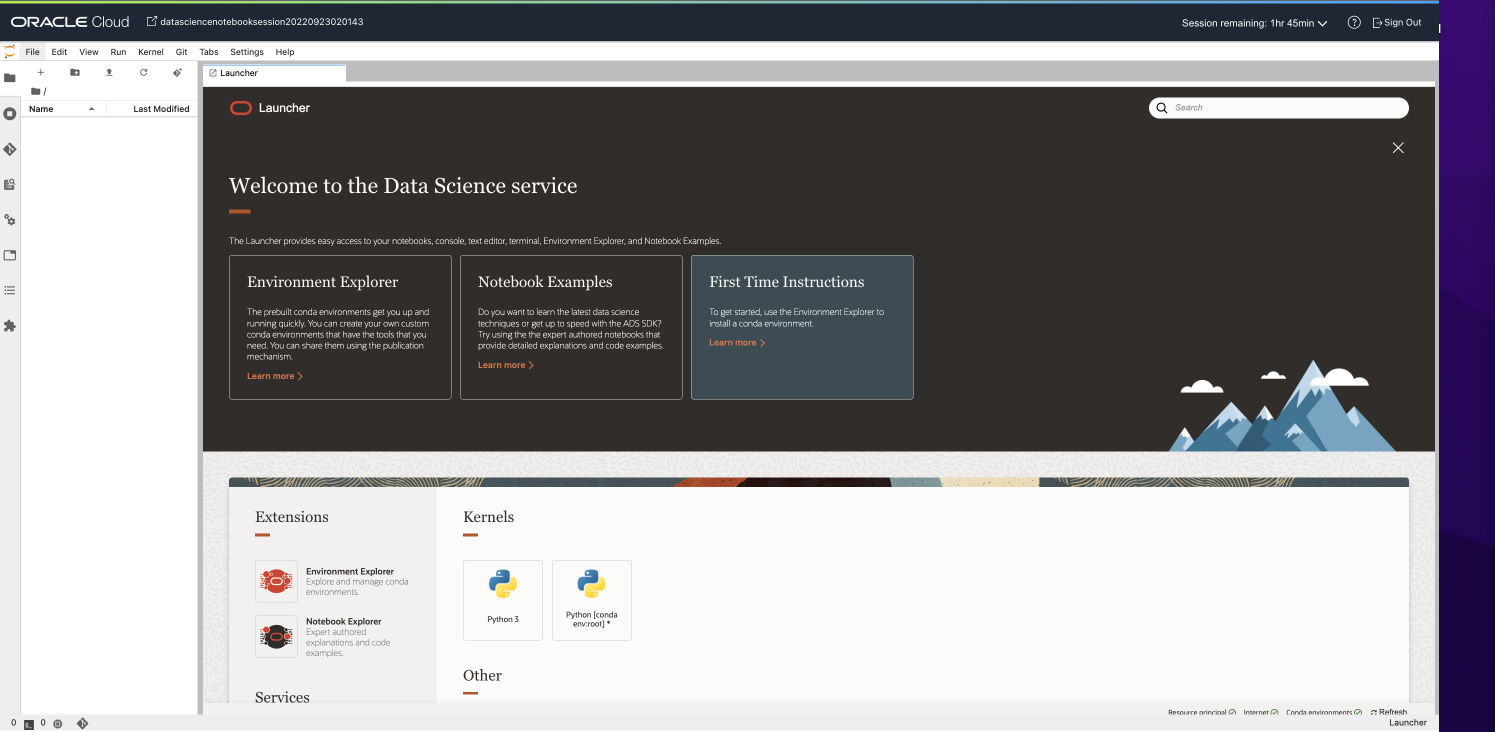 ORACLE Cloud
datasciencenotebooksession20220923020143
Session remaining: 1hr 45min
Sign Out
File Edit View Run Kernel Git Tabs Settings Help
/
Name
Last Modified
Launcher
Launcher
Search
Welcome to the Data Science service
The Launcher provides easy access to your notebooks, console, text editor, terminal, Environment Explorer, and Notebook Examples.
Environment Explorer
The prebuilt conda environments get you up and
running quickly. You can create your own custom
conda environments that have the tools that you
need. You can share them using the publication
mechanism.
Learn more
Notebook Examples
Do you want to learn the latest data science
techniques or get up to speed with the ADS SDK?
Try using the the expert authored notebooks that
provide detailed explanations and code examples.
Learn more
First Time Instructions
To get started, use the Environment Explorer to
install a conda environment.
Learn more
Extensions
Environment Explorer
Explore and manage conda
environments.
Notebook Explorer
Expert authored
explanations and code
examples.
Services
Kernels
Python 3
Python [conda
env:root] *
Other
Resource principal Internet Conda environments Refresh
0 0
Launcher